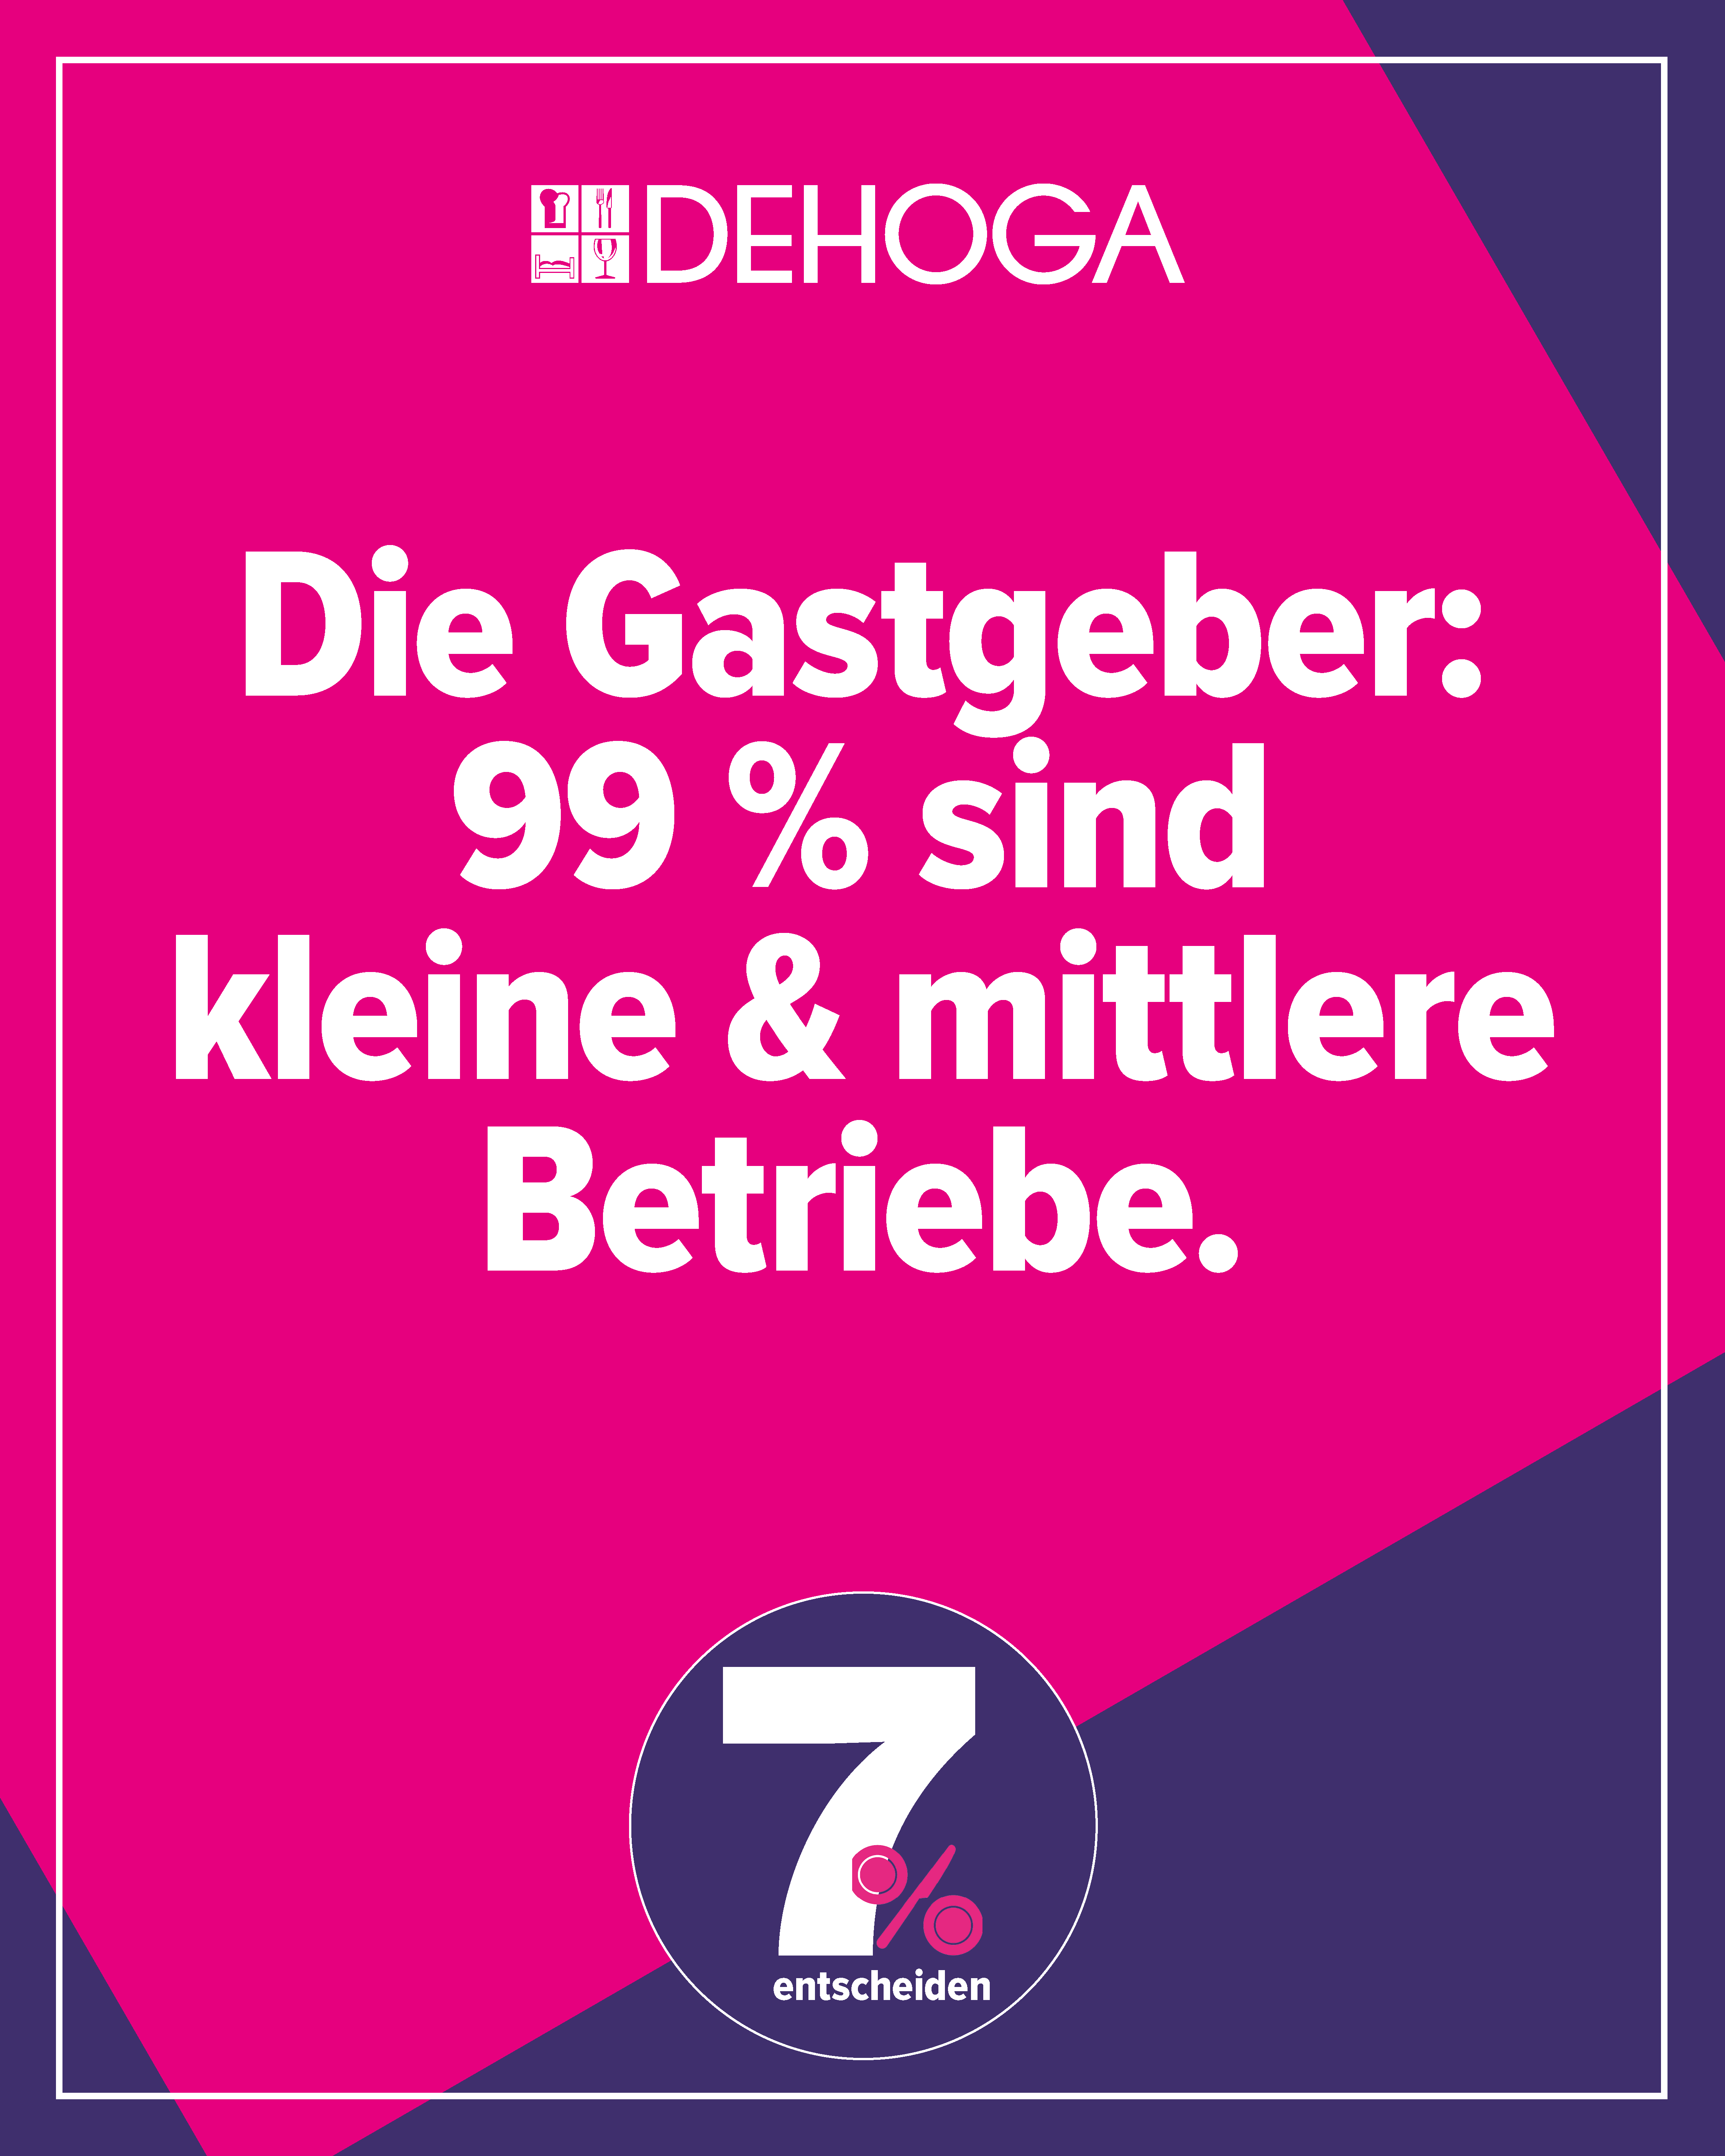 DEHOGA
Die Gastgeber:
99 % sind
kleine & mittlere
Betriebe.
7%
entscheiden